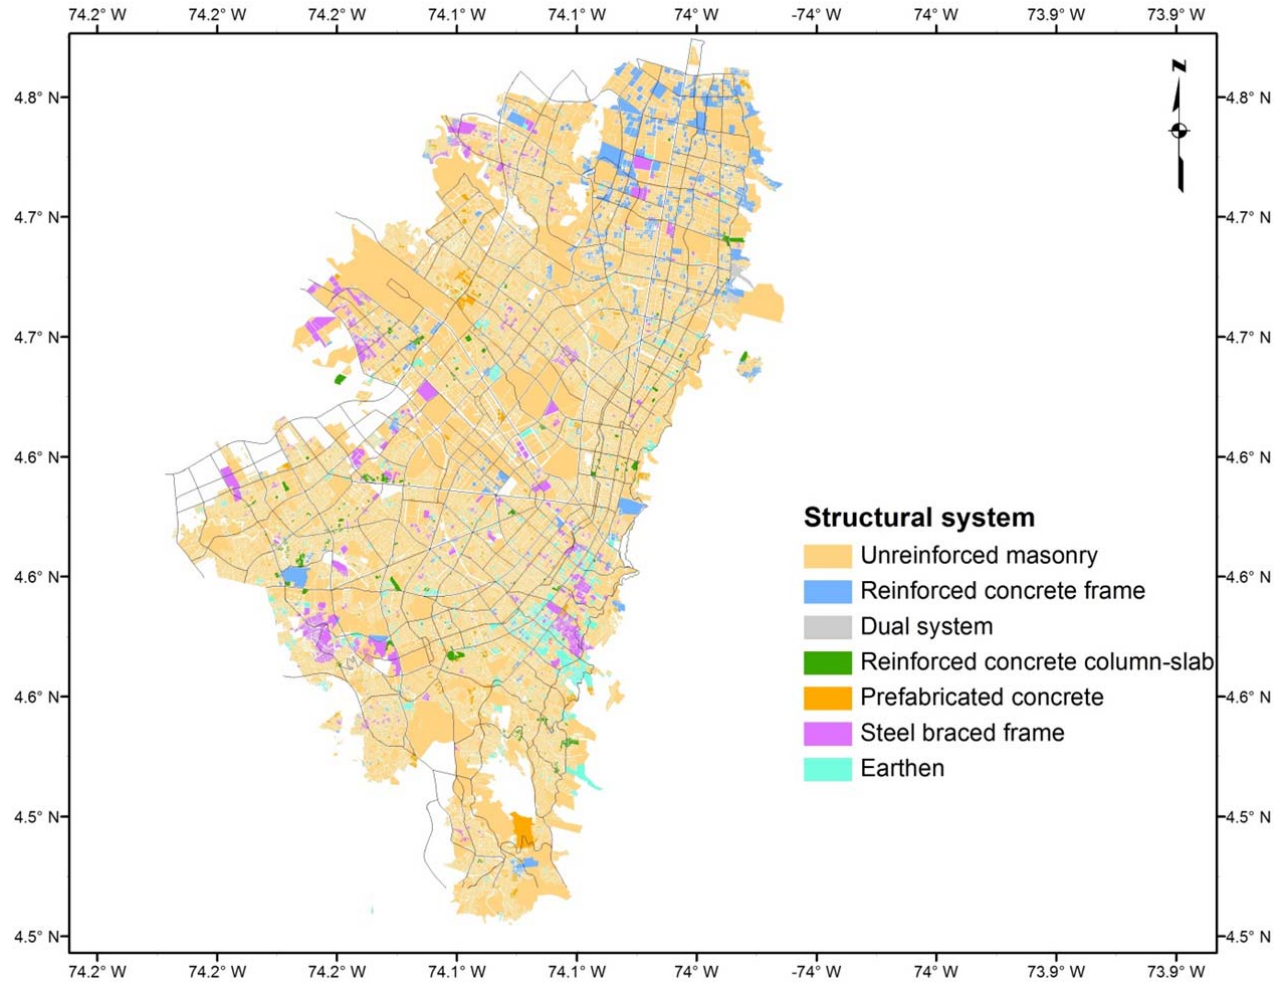 74.2° W 74.2° W 74.2° W 74.1° W 74.1° W 74° W -74° W 74° W 73.9° W 73.9° W
N
4.8° N 4.8° N
4.7° N 4.7° N
4.7° N 4.7° N
4.6° N 4.6° N
Structural system
Unreinforced masonry
4.6° N 4.6° N
Reinforced concrete frame
Dual system
Reinforced concrete column-slab
4.6° N 4.6° N
Prefabricated concrete
Steel braced frame
Earthen
4.5° N 4.5° N
4.5° N 4.5° N
74.2° W 74.2° W 74.2° W 74.1° W 74.1° W 74° W -74° W 74° W 73.9° W 73.9° W